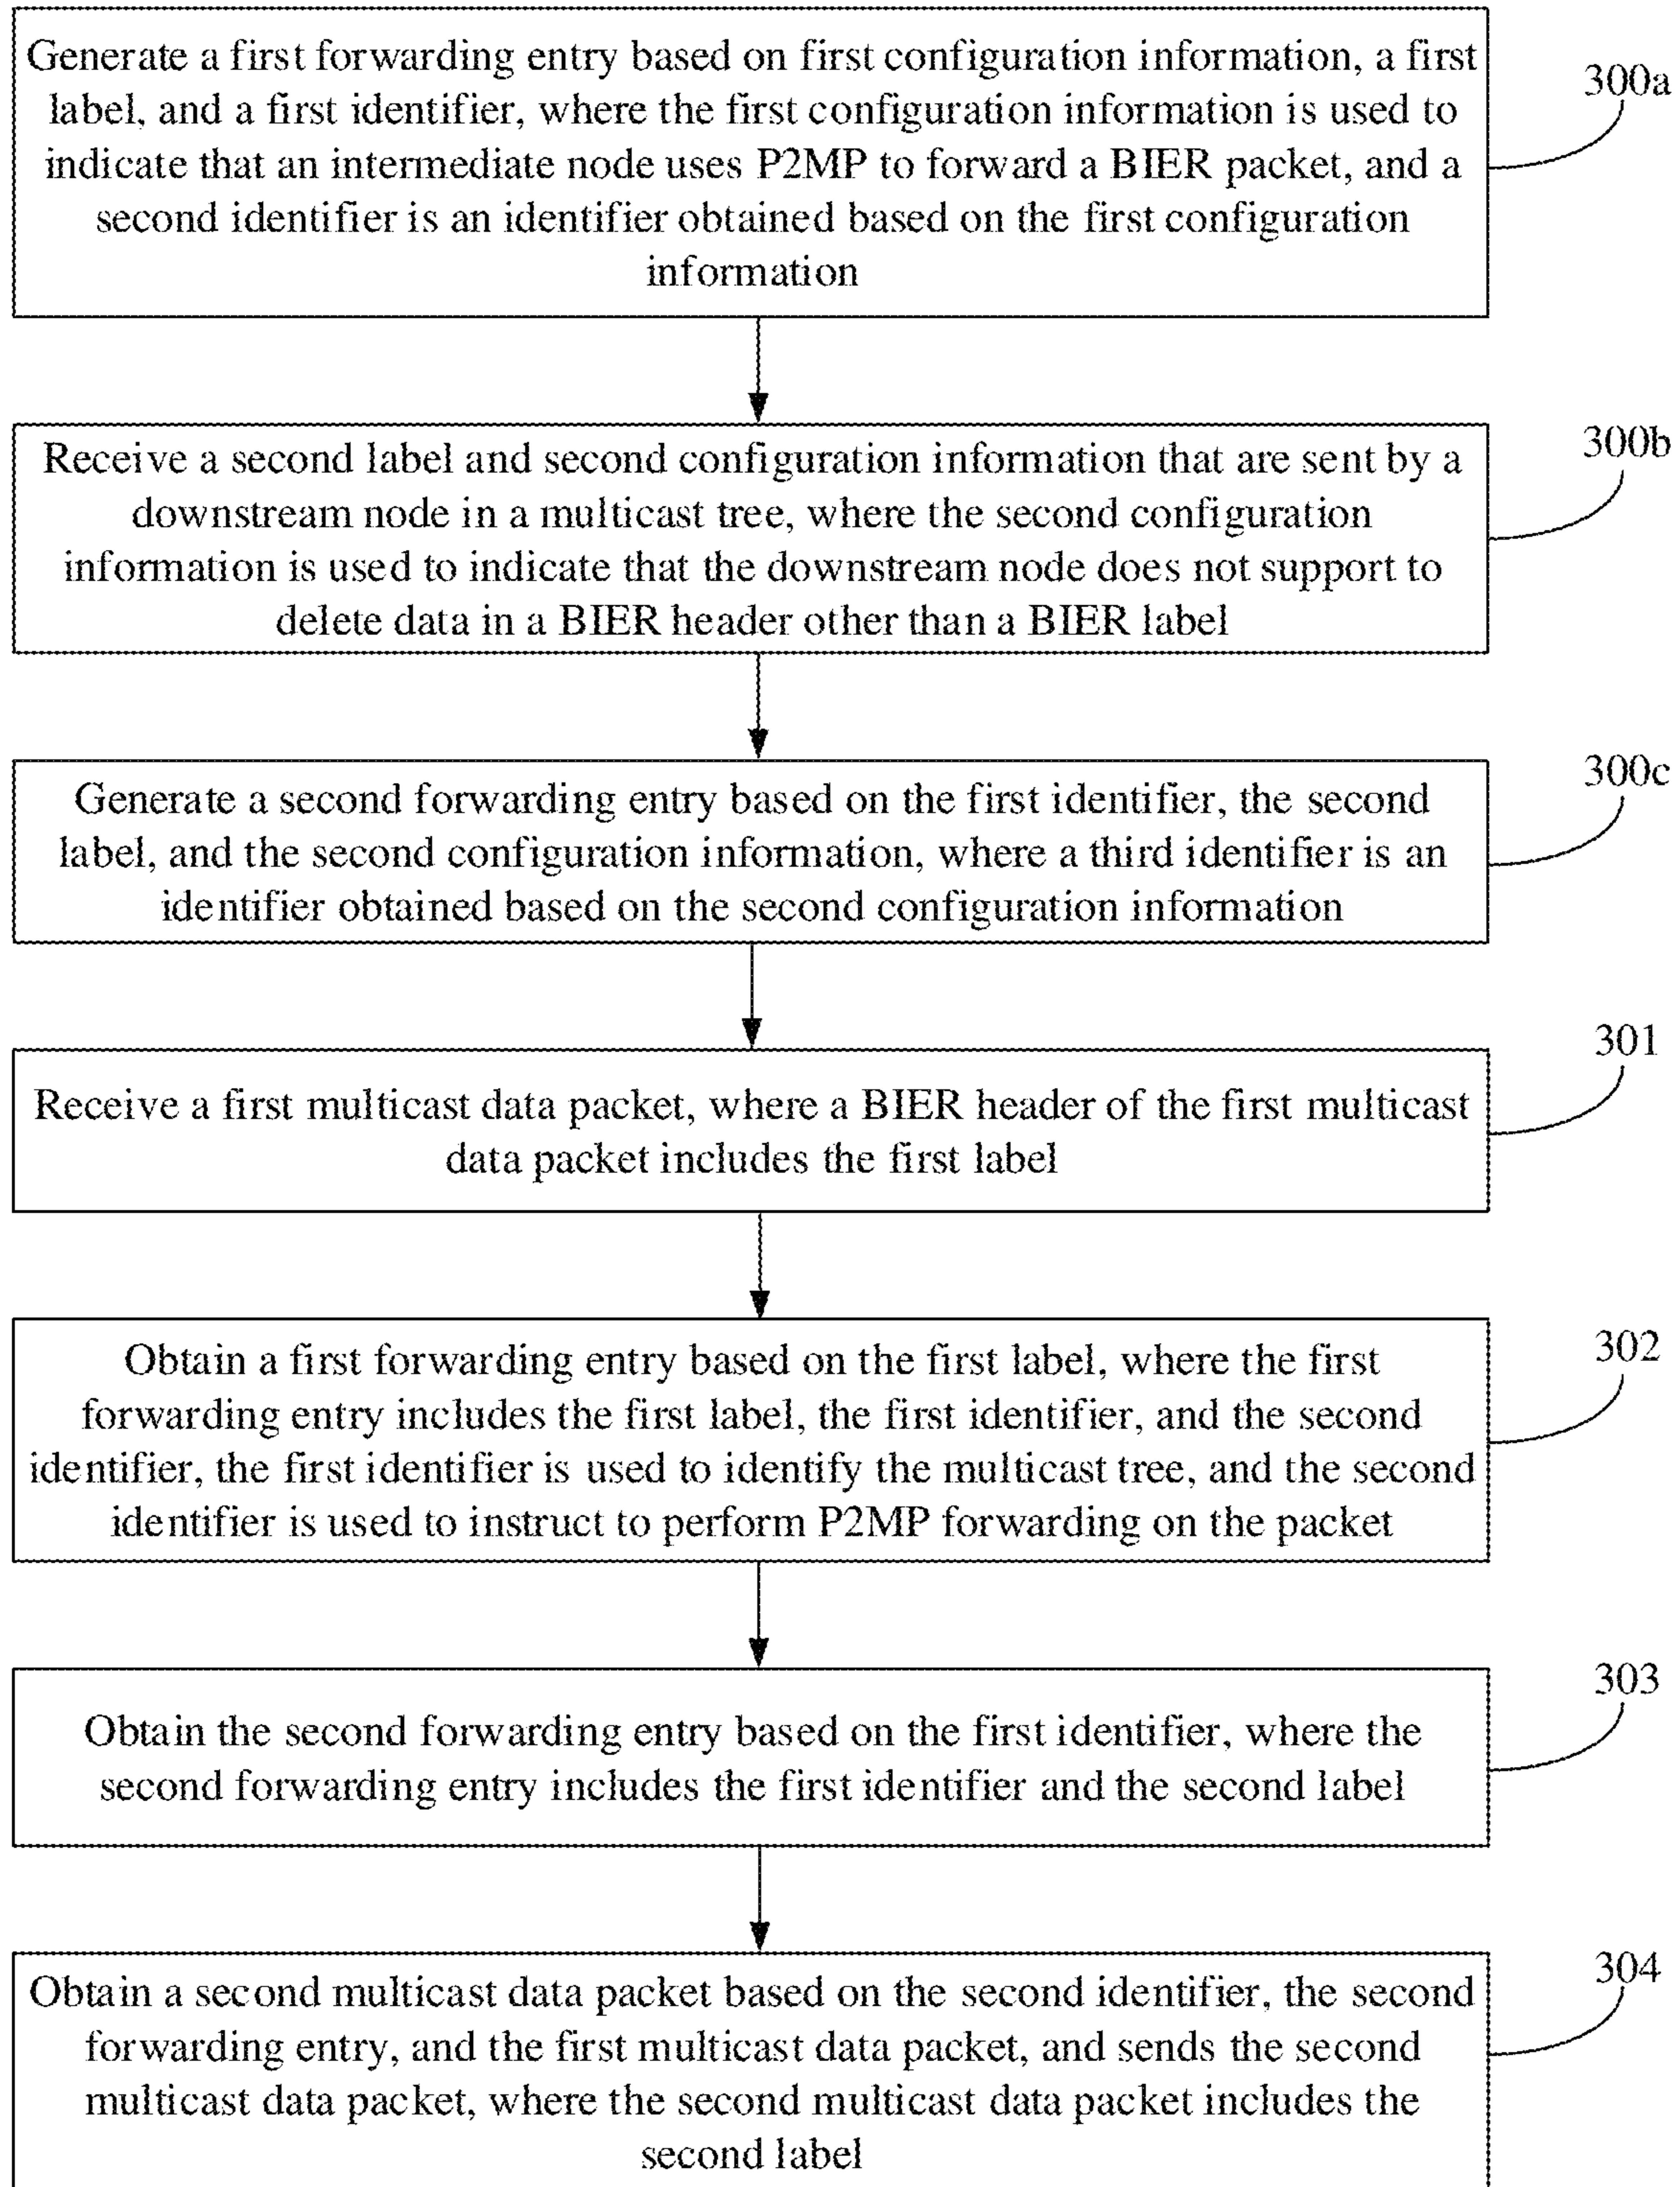 Generate a first forwarding entry based on first configuration information, a first
label, and a first identifier, where the first configuration information is used to
indicate that an intermediate node uses P2MP to forward a BIER packet, and a
second identifier is an identifier obtained based on the first configuration
information
300a
Receive a second label and second configuration information that are sent by a
downstream node in a multicast tree, where the second configuration
information is used to indicate that the downstream node does not support to
delete data in a BIER header other than a BIER label
300b
Generate a second forwarding entry based on the first identifier, the second
label, and the second configuration information, where a third identifier is an
identifier obtained based on the second configuration information
300c
Receive a first multicast data packet, where a BIER header of the first multicast
data packet includes the first label
301
Obtain a first forwarding entry based on the first label, where the first
forwarding entry includes the first label, the first identifier, and the second
identifier, the first identifier is used to identify the multicast tree, and the second
identifier is used to instruct to perform P2MP forwarding on the packet
302
Obtain the second forwarding entry based on the first identifier, where the
second forwarding entry includes the first identifier and the second label
303
Obtain a second multicast data packet based on the second identifier, the second
forwarding entry, and the first multicast data packet, and sends the second
multicast data packet, where the second multicast data packet includes the
second label
304